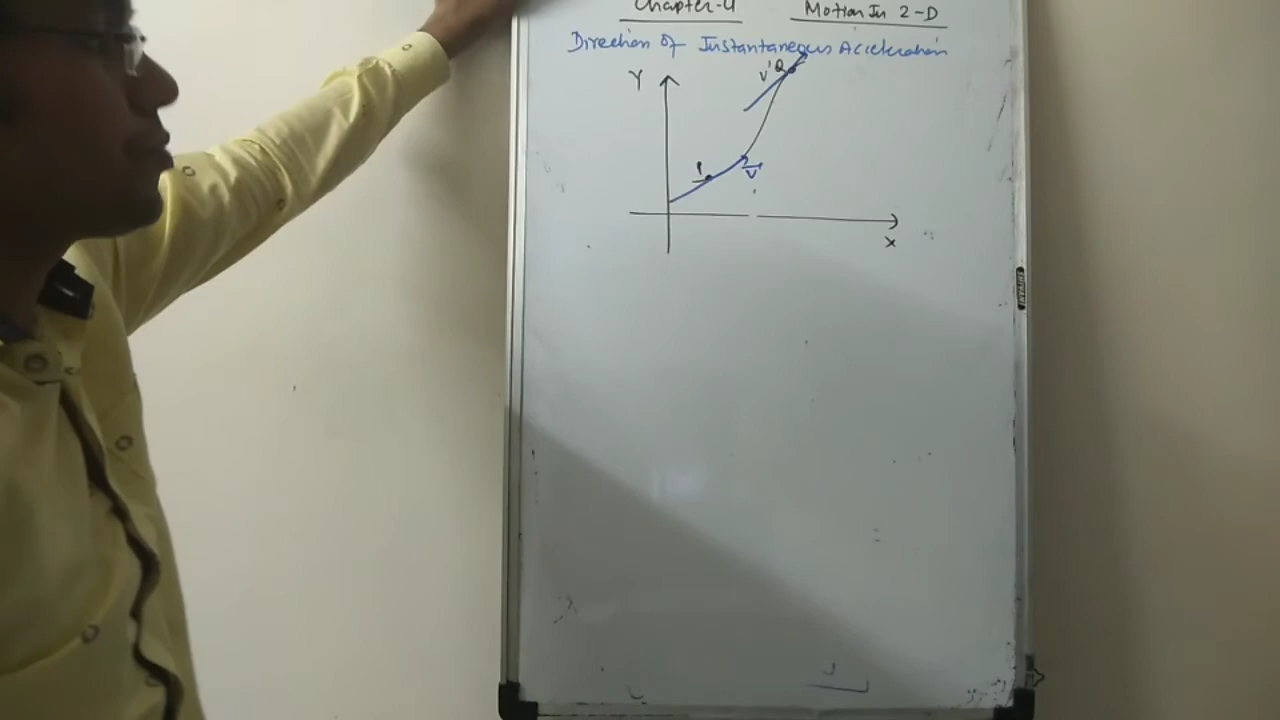 Chapter-4 Motion In 2-D
Direction of Instantaneous Acceleration
Y
v' Q
P
v
X